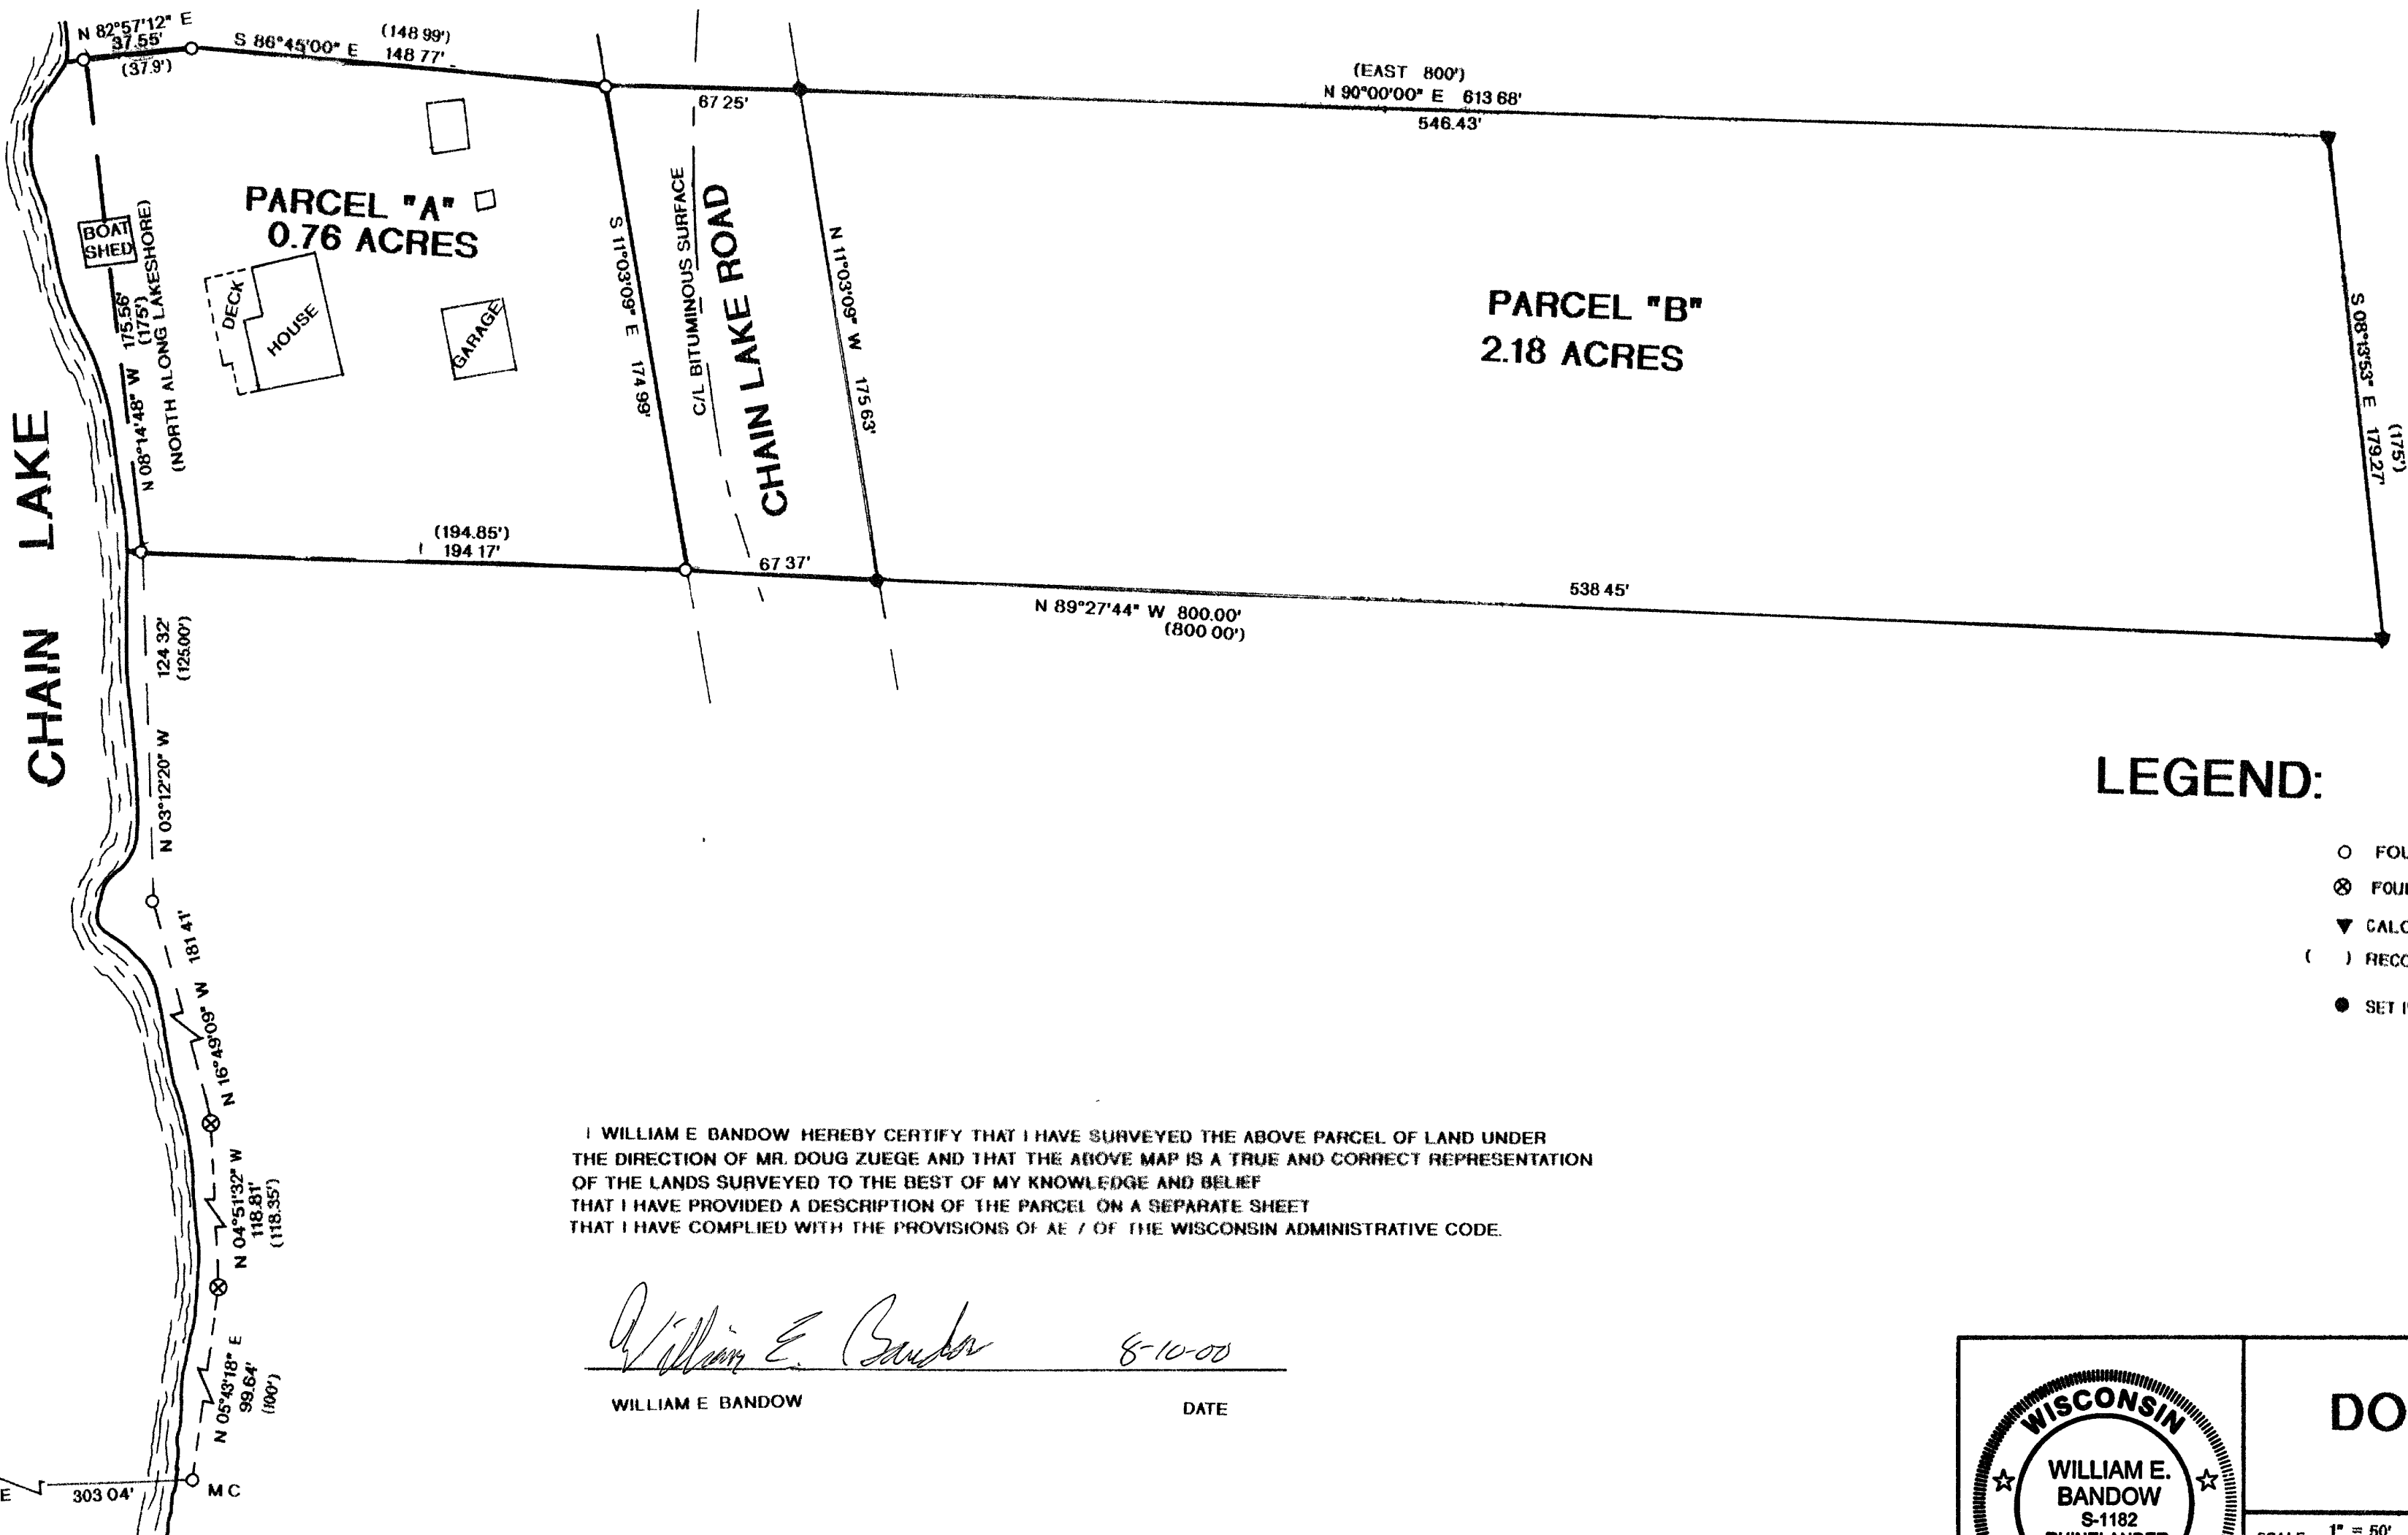 N 82°57'12" E
37.55'
(37.9')
S 86°45'00" E
(148 99')
148 77'
67 25'
(EAST 800')
N 90°00'00" E 613 68'
546.43'
PARCEL "A"
0.76 ACRES
BOAT
SHED
DECK
HOUSE
GARAGE
N 08°14'48" W 175.56'
(175')
(NORTH ALONG LAKESHORE)
S 11°03'09" E 174 99'
C/L BITUMINOUS SURFACE
CHAIN LAKE ROAD
N 11°03'09" W 175 63'
PARCEL "B"
2.18 ACRES
S 08°13'53" E 179.27'
(175')
(194.85')
194 17'
67 37'
538 45'
N 89°27'44" W 800.00'
(800 00')
CHAIN LAKE
N 03°12'20" W
124 32'
(125.00')
N 16°49'09" W 181 41'
N 04°51'32" W
118.81'
(118.35')
N 05°43'18" E
99.64'
(100')
E
303 04'
M C
LEGEND:
( ) 
SET
I WILLIAM E BANDOW HEREBY CERTIFY THAT I HAVE SURVEYED THE ABOVE PARCEL OF LAND UNDER
THE DIRECTION OF MR. DOUG ZUEGE AND THAT THE ABOVE MAP IS A TRUE AND CORRECT REPRESENTATION
OF THE LANDS SURVEYED TO THE BEST OF MY KNOWLEDGE AND BELIEF
THAT I HAVE PROVIDED A DESCRIPTION OF THE PARCEL ON A SEPARATE SHEET
THAT I HAVE COMPLIED WITH THE PROVISIONS OF AE 7 OF THE WISCONSIN ADMINISTRATIVE CODE.
William E. Bandow 8-10-00
WILLIAM E BANDOW DATE
WISCONSIN
WILLIAM E.
BANDOW
S-1182
DO
1" = 50'